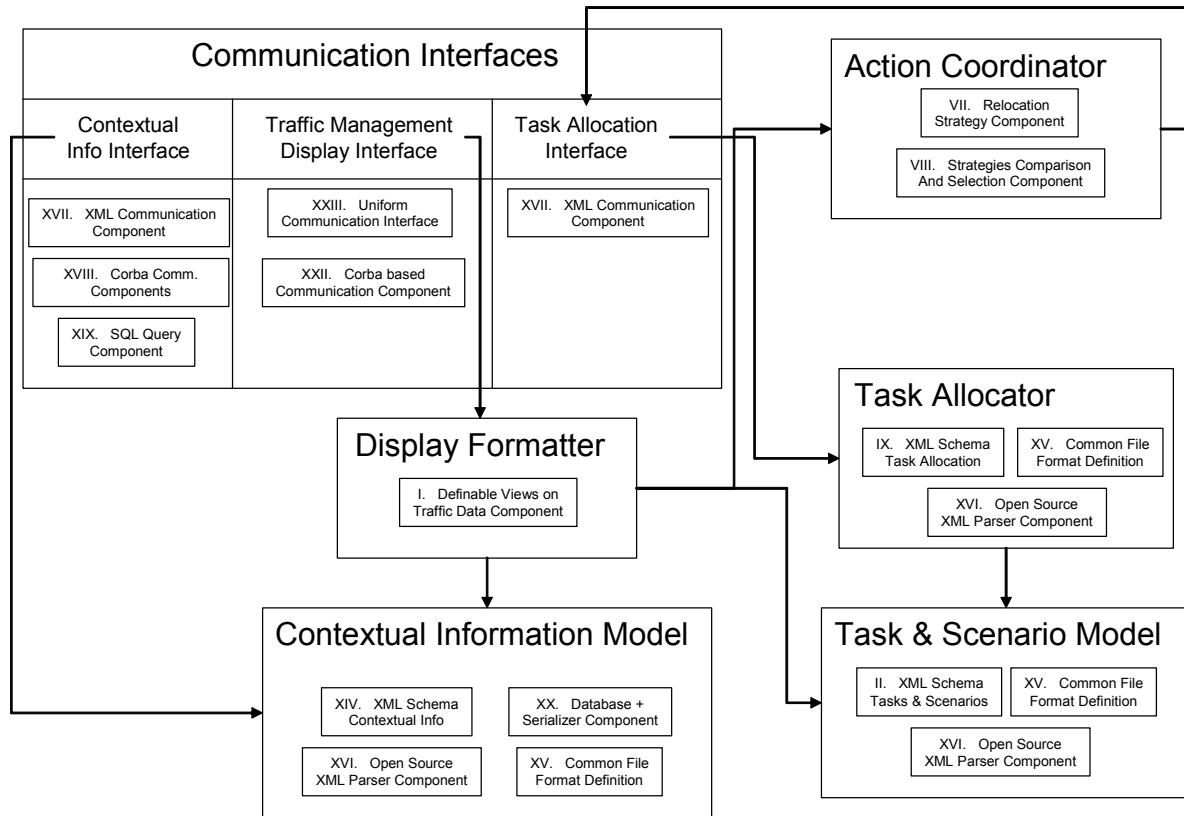 Communication Interfaces
Contextual
Info Interface
Traffic Management
Display Interface
Task Allocation
Interface
XVII. XML Communication
Component
XVIII. Corba Comm.
Components
XIX. SQL Query
Component
XXIII. Uniform
Communication Interface
XXII. Corba based
Communication Component
XVII. XML Communication
Component
Action Coordinator
VII. Relocation
Strategy Component
VIII. Strategies Comparison
And Selection Component
Display Formatter
I. Definable Views on
Traffic Data Component
Task Allocator
IX. XML Schema
Task Allocation
XV. Common File
Format Definition
XVI. Open Source
XML Parser Component
Contextual Information Model
XIV. XML Schema
Contextual Info
XX. Database +
Serializer Component
XVI. Open Source
XML Parser Component
XV. Common File
Format Definition
Task & Scenario Model
II. XML Schema
Tasks & Scenarios
XV. Common File
Format Definition
XVI. Open Source
XML Parser Component